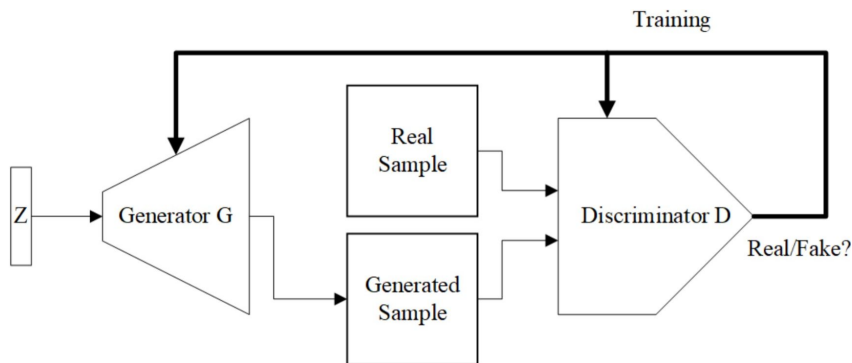 Training
Real
Sample
Z
Generator G
Discriminator D
Real/Fake?
Generated
Sample